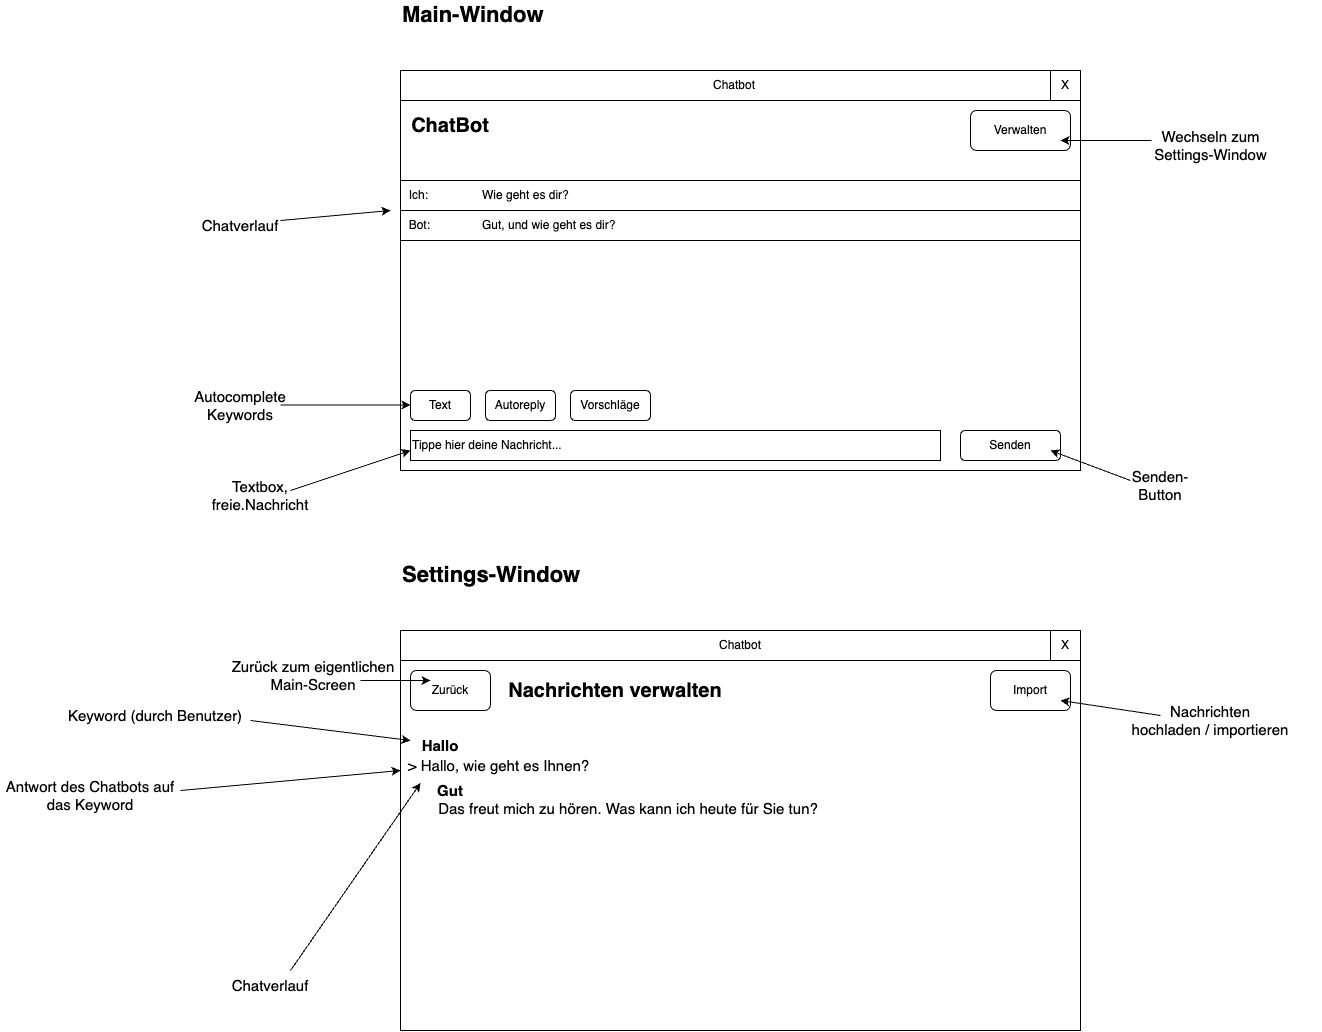 Main-Window
Chatbot
X
ChatBot
Verwalten
Wechseln zum
Settings-Window
Ich:
Wie geht es dir?
Chatverlauf
Bot:
Gut, und wie geht es dir?
Autocomplete
Keywords
Text
Autoreply
Vorschläge
Tippe hier deine Nachricht...
Senden
Textbox,
freie.Nachricht
Senden-
Button
Settings-Window
Chatbot
X
Zurück zum eigentlichen
Main-Screen
Zurück
Nachrichten verwalten
Import
Keyword (durch Benutzer)
Nachrichten
hochladen / importieren
Hallo
> Hallo, wie geht es Ihnen?
Antwort des Chatbots auf
das Keyword
Gut
Das freut mich zu hören. Was kann ich heute für Sie tun?
Chatverlauf